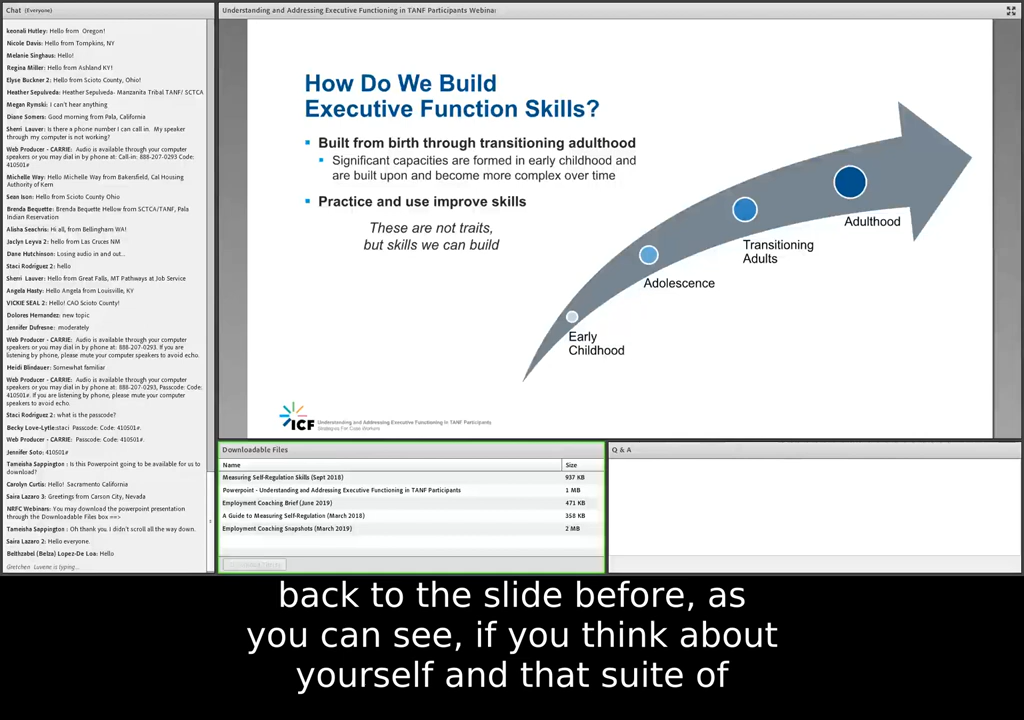 Chat (Everyone)
keonali Hutley: Hello from  Oregon!
Nicole Davis: Hello from Tompkins, NY
Melanie Singhaus: Hello!
Regina Miller: Hello from Ashland KY!
Elyse Buckner 2: Hello from Scioto County, Ohio!
Heather Sepulveda: Heather Sepulveda- Manzanita Tribal TANF/ SCTCA
Megan Rynski: I can't hear anything
Diane Somers: Good morning from Pala, California
Sherri  Lauver: Is there a phone number I can call in.  My speaker
through my computer is not working?
Web Producer - CARRIE:  Audio is available through your computer
speakers or you may dial in by phone at: Call-in: 888-207-0293 Code:
410501#
Michelle Way: Hello Michelle Way from Bakersfield, Cal Housing
Authority of Kern
Sean Ison: Hello from Scioto County Ohio
Brenda Bequette: Brenda Bequette Hellow from SCTCA/TANF, Pala
Indian Reservation
Alisha Seachris: Hi all, from Bellingham WA!
Jaclyn Leyva 2: hello from Las Cruces NM
Dane Hutchinson: Losing audio in and out...
Staci Rodriguez 2: hello
Sherri  Lauver: Hello from Great Falls, MT Pathways at Job Service
Angela Hasty: Hello Angela from Louisville, KY
VICKIE SEAL 2: Hello! CAO Scioto County!
Dolores Hernandez: new topic
Jennifer Dufresne:  moderately
Web Producer - CARRIE:  Audio is available through your computer
speakers or you may dial in by phone at: 888-207-0293. If you are
listening by phone, please mute your computer speakers to avoid echo.
Heidi Blindauer: Somewhat familiar
Web Producer - CARRIE:  Audio is available through your computer
speakers or you may dial in by phone at: 888-207-0293, Passcode: Code:
410501#. If you are listening by phone, please mute your computer
speakers to avoid echo.
Staci Rodriguez 2: what is the passcode?
Becky Love-Lytle:staci  Passcode: Code: 410501#.
Web Producer - CARRIE:  Passcode: Code: 410501#.
Jennifer Soto: 410501#
Tameisha Sappington : Is this Powerpoint going to be available for us to
download?
Carolyn Curtis: Hello!  Sacramento California
Saira Lazaro 3: Greetings from Carson City, Nevada
NRFC Webinars: You may download the powerpoint presentation
through the Downloadable Files box ==>
Tameisha Sappington : Oh thank you. I didn't scroll all the way down.
Saira Lazaro 2: Hello everyone.
Belthzabel (Belza) Lopez-De Loa: Hello
Gretchen  Luvene is typing...
Understanding and Addressing Executive Functioning in TANF Participants Webinar
How Do We Build
Executive Function Skills?
Built from birth through transitioning adulthood
Significant capacities are formed in early childhood and
are built upon and become more complex over time
Practice and use improve skills
These are not traits,
but skills we can build
Early
Childhood
Adolescence
Transitioning
Adults
Adulthood
ICF
Understanding and Addressing Executive Functioning in TANF Participants
Strategies For Case Workers
Downloadable Files
Name Size
Measuring Self-Regulation Skills (Sept 2018) 937 KB
Powerpoint - Understanding and Addressing Executive Functioning in TANF Participants 1 MB
Employment Coaching Brief (June 2019) 471 KB
A Guide to Measuring Self-Regulation (March 2018) 358 KB
Employment Coaching Snapshots (March 2019) 2 MB
Q & A
back to the slide before, as
you can see, if you think about
yourself and that suite of